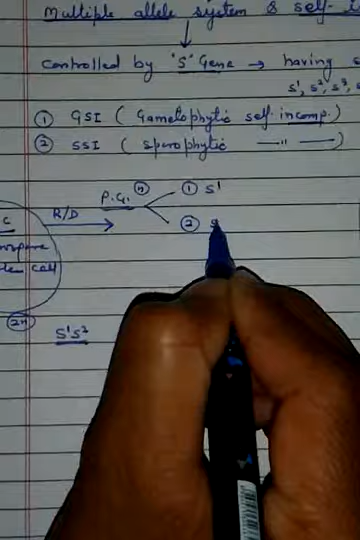 Multiple allele system & self-i
Controlled by 'S' Gene → having
S¹, S², S³, S
① GSI ( Gametophytic self-incomp.)
② SSI ( Sporophytic —〃— )
R/D
P.G. (n)
① S¹
② S
2n
S¹S²